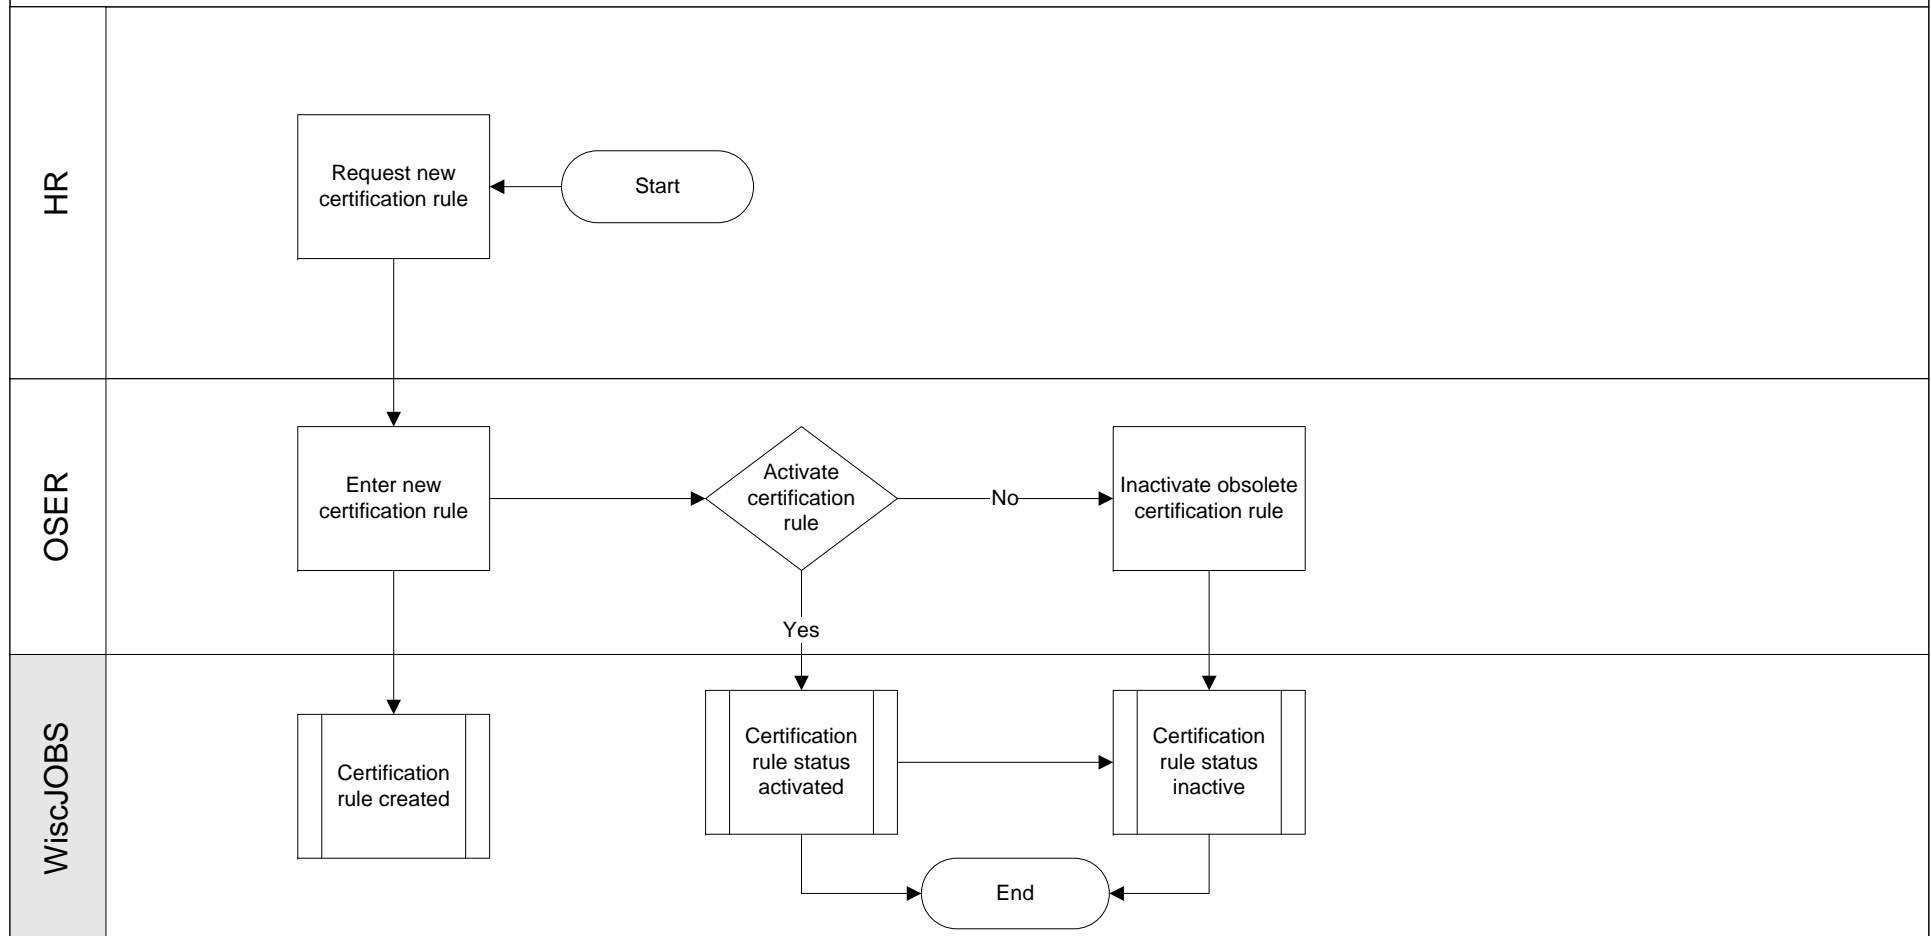 HR
Request new
certification rule
Start
OSER
Enter new
certification rule
Activate
certification
rule
No
Inactivate obsolete
certification rule
Yes
WiscJOBS
Certification
rule created
Certification
rule status
activated
Certification
rule status
inactive
End